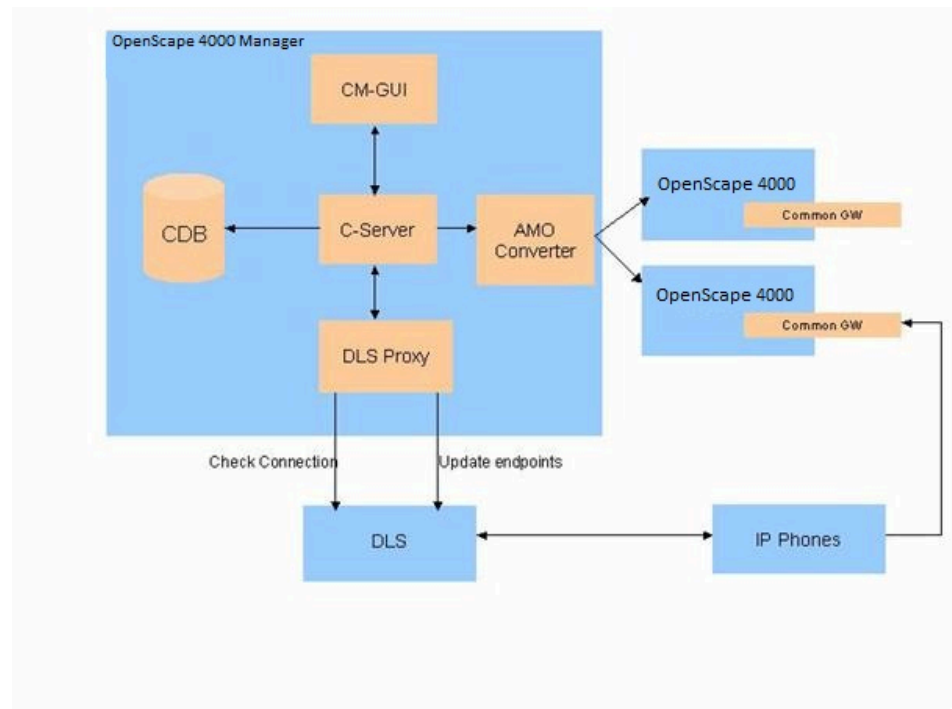 OpenScape 4000 Manager
CM-GUI
CDB
C-Server
AMO
Converter
DLS Proxy
OpenScape 4000
Common GW
OpenScape 4000
Common GW
Check Connection
Update endpoints
DLS
IP Phones